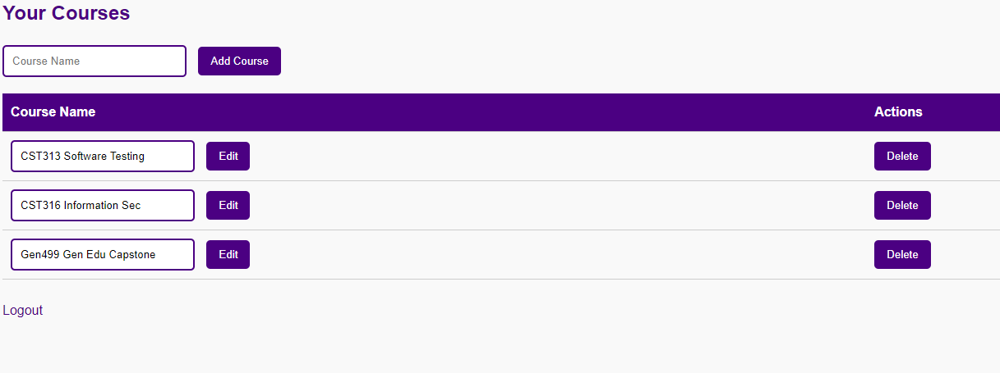 Your Courses
Course Name Add Course
Course Name Actions
CST313 Software Testing Edit Delete
CST316 Information Sec Edit Delete
Gen499 Gen Edu Capstone Edit Delete
Logout